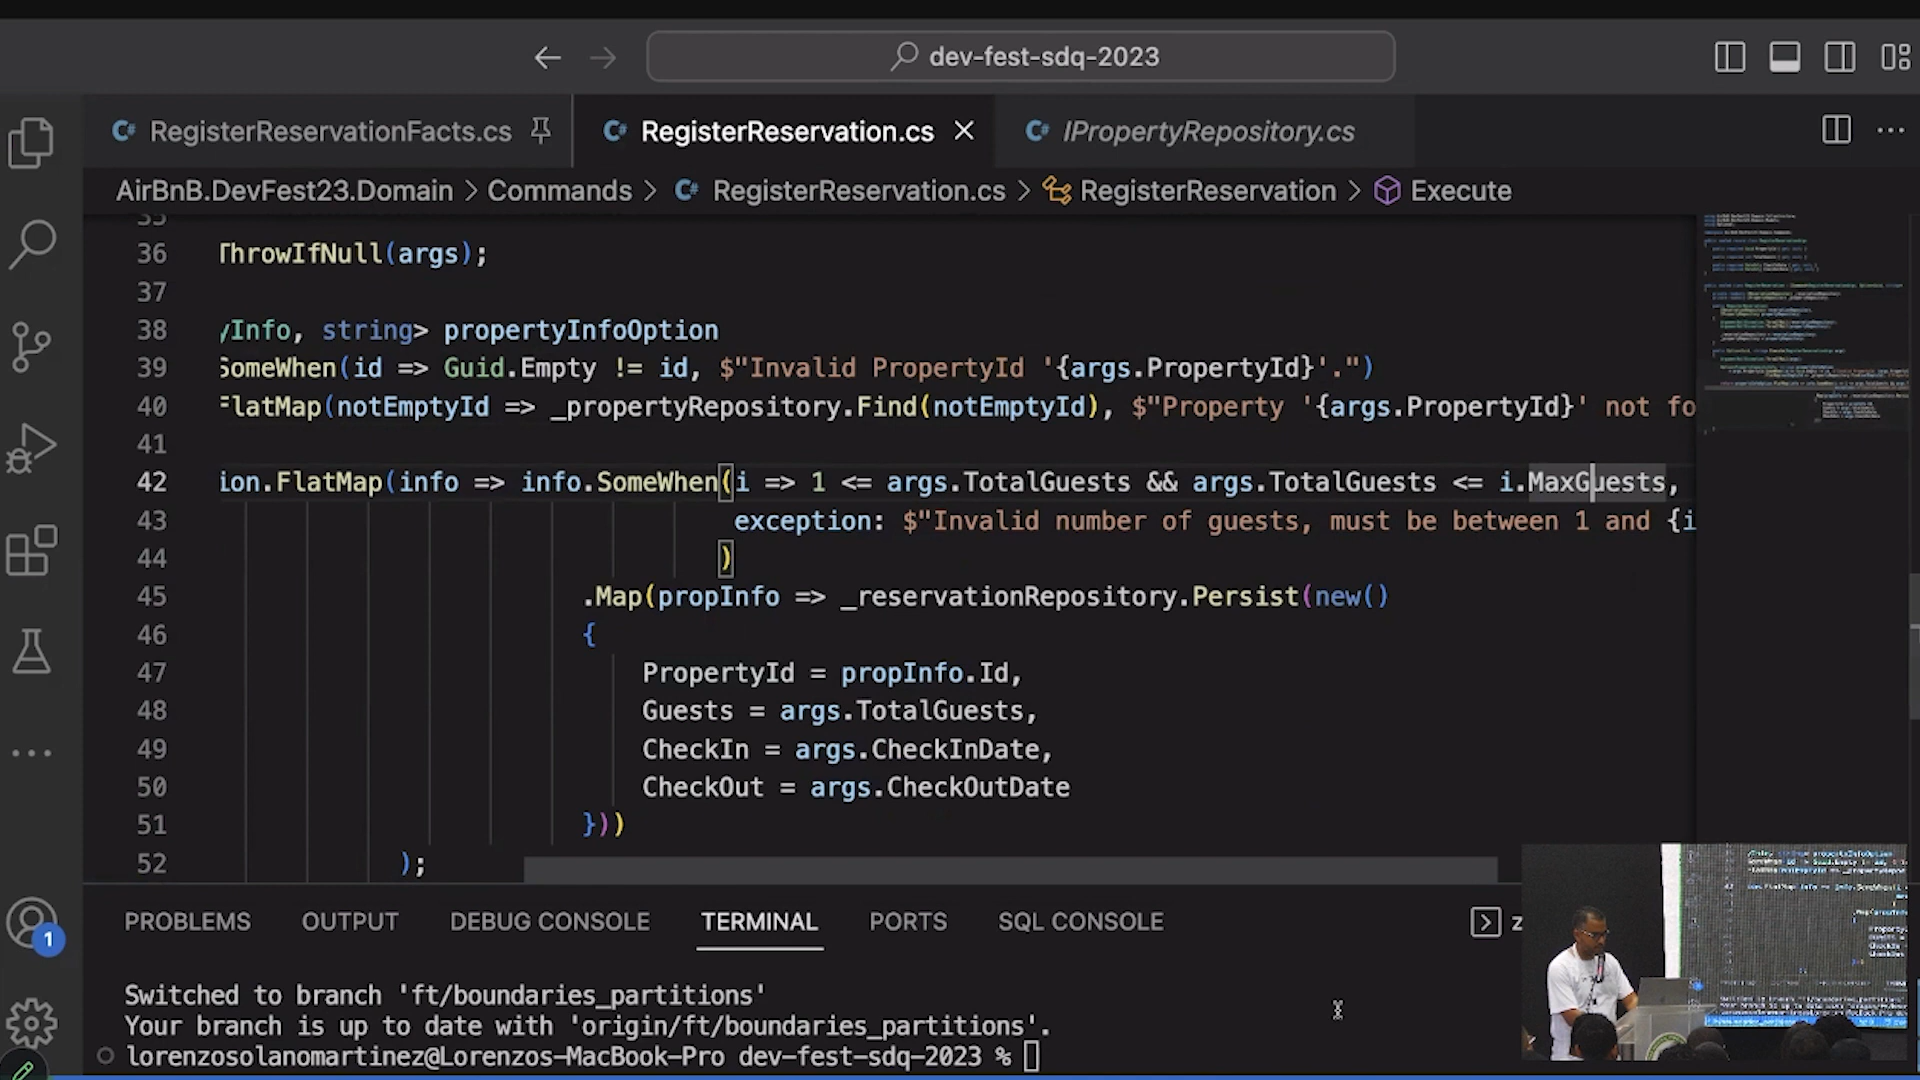 dev-fest-sdq-2023
RegisterReservationFacts.cs
RegisterReservation.cs
IPropertyRepository.cs
AirBnB.DevFest23.Domain > Commands > RegisterReservation.cs > RegisterReservation > Execute
35
36 ThrowIfNull(args);
37
38 yInfo, string> propertyInfoOption
39 SomeWhen(id => Guid.Empty != id, $"Invalid PropertyId '{args.PropertyId}'.")
40 FlatMap(notEmptyId => _propertyRepository.Find(notEmptyId), $"Property '{args.PropertyId}' not fo
41
42 ion.FlatMap(info => info.SomeWhen(i => 1 <= args.TotalGuests && args.TotalGuests <= i.MaxGuests,
43 exception: $"Invalid number of guests, must be between 1 and {i
44 )
45 .Map(propInfo => _reservationRepository.Persist(new()
46 {
47 PropertyId = propInfo.Id,
48 Guests = args.TotalGuests,
49 CheckIn = args.CheckInDate,
50 CheckOut = args.CheckOutDate
51 }))
52 );
PROBLEMS OUTPUT DEBUG CONSOLE TERMINAL PORTS SQL CONSOLE z
1
Switched to branch 'ft/boundaries_partitions'
Your branch is up to date with 'origin/ft/boundaries_partitions'.
lorenzosolanomartinez@Lorenzos-MacBook-Pro dev-fest-sdq-2023 %